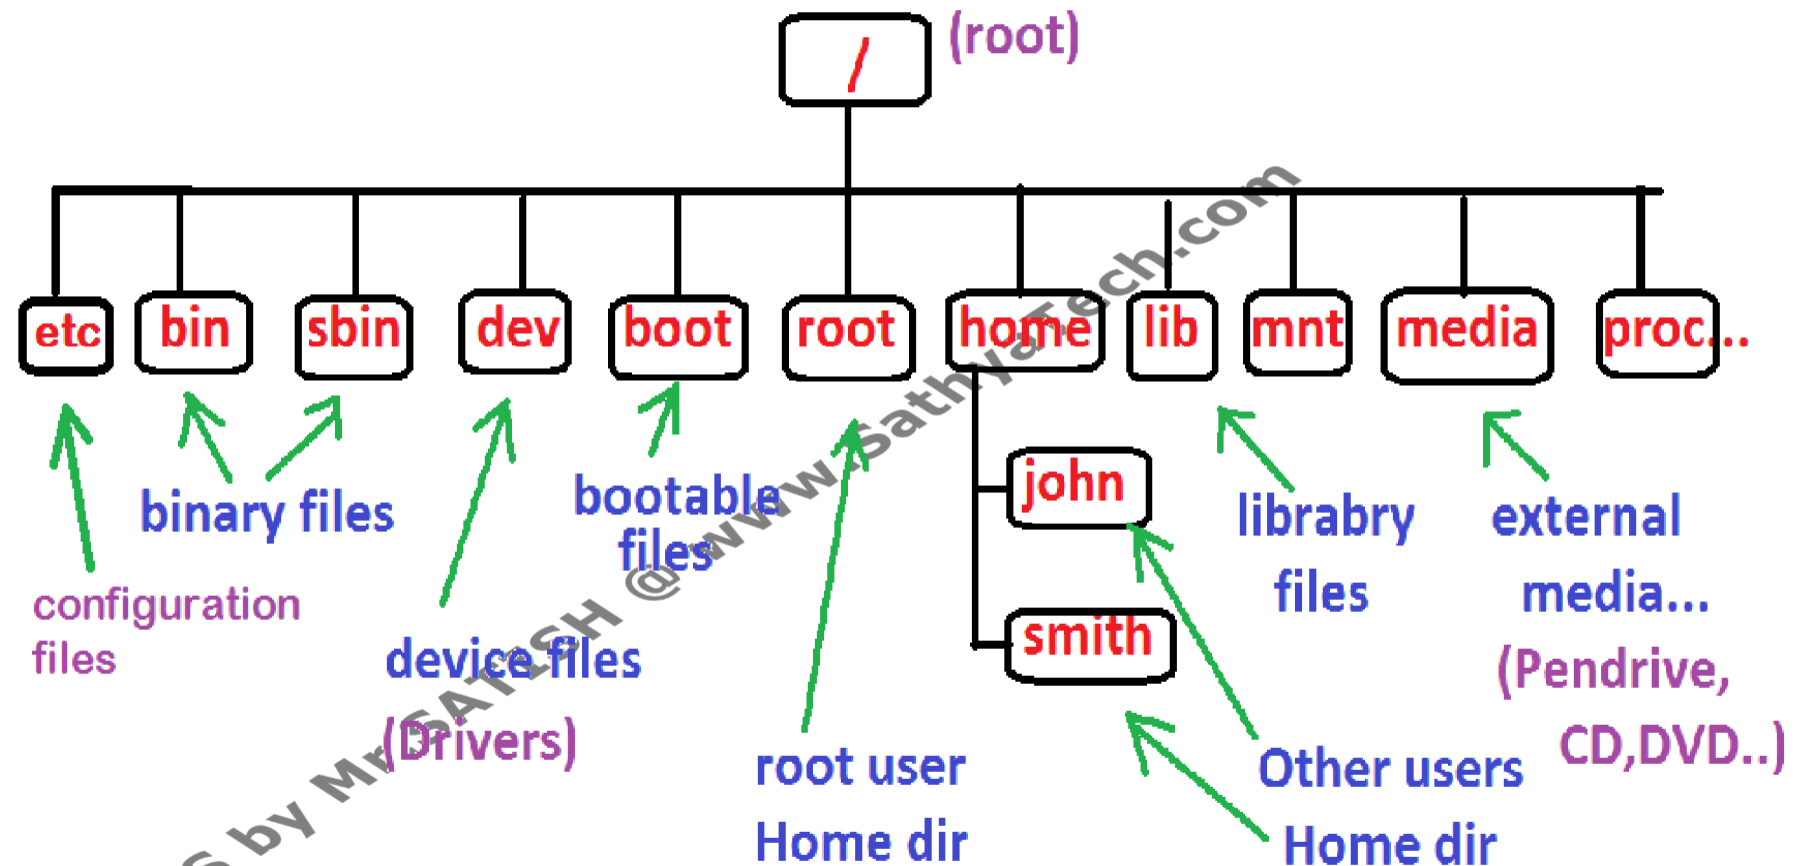 / (root)
etc bin sbin dev boot root home lib mnt media proc...
john
smith
configuration
files
binary files
device files
(Drivers)
bootable
files
root user
Home dir
Other users
Home dir
librabry
files
external
media...
(Pendrive,
CD,DVD..)
S by Mr.SATISH @ www.SathyaTech.com